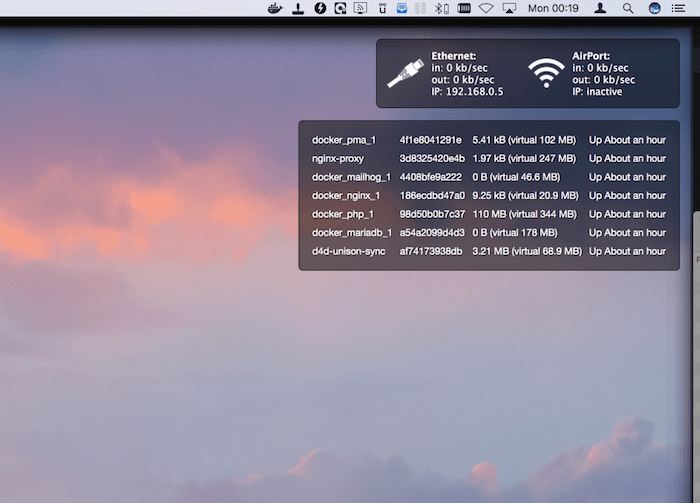 Mon 00:19
Ethernet:
in: 0 kb/sec
out: 0 kb/sec
IP: 192.168.0.5
AirPort:
in: 0 kb/sec
out: 0 kb/sec
IP: inactive
docker_pma_1 4f1e8041291e 5.41 kB (virtual 102 MB) Up About an hour
nginx-proxy 3d8325420e4b 1.97 kB (virtual 247 MB) Up About an hour
docker_mailhog_1 4408bfe9a222 0 B (virtual 46.6 MB) Up About an hour
docker_nginx_1 186ecdbd47a0 9.25 kB (virtual 20.9 MB) Up About an hour
docker_php_1 98d50b0b7c37 110 MB (virtual 344 MB) Up About an hour
docker_mariadb_1 a54a2099d4d3 0 B (virtual 178 MB) Up About an hour
d4d-unison-sync af74173938db 3.21 MB (virtual 68.9 MB) Up About an hour